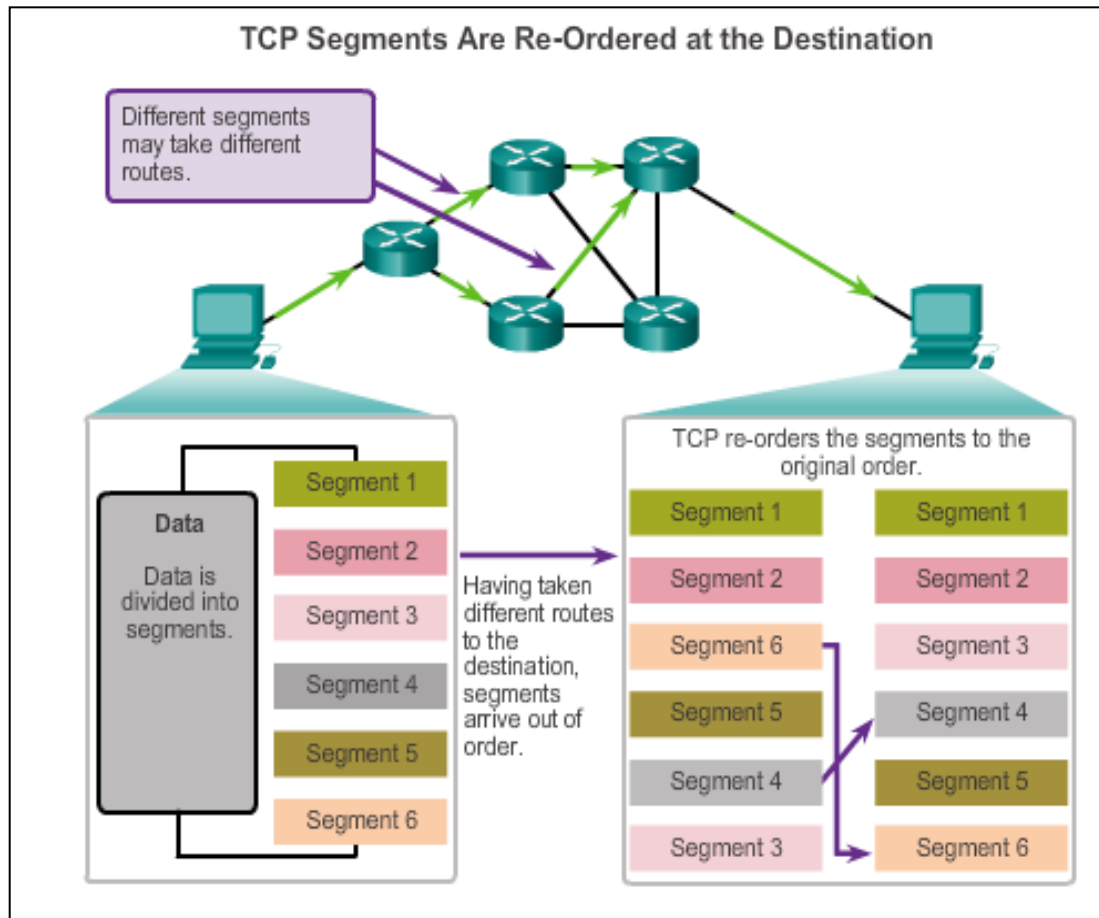 TCP Segments Are Re-Ordered at the Destination
Different segments
may take different
routes.
Data
Data is
divided into
segments.
Segment 1
Segment 2
Segment 3
Segment 4
Segment 5
Segment 6
Having taken
different routes
to the
destination,
segments
arrive out of
order.
TCP re-orders the segments to the
original order.
Segment 1
Segment 2
Segment 6
Segment 5
Segment 4
Segment 3
Segment 1
Segment 2
Segment 3
Segment 4
Segment 5
Segment 6